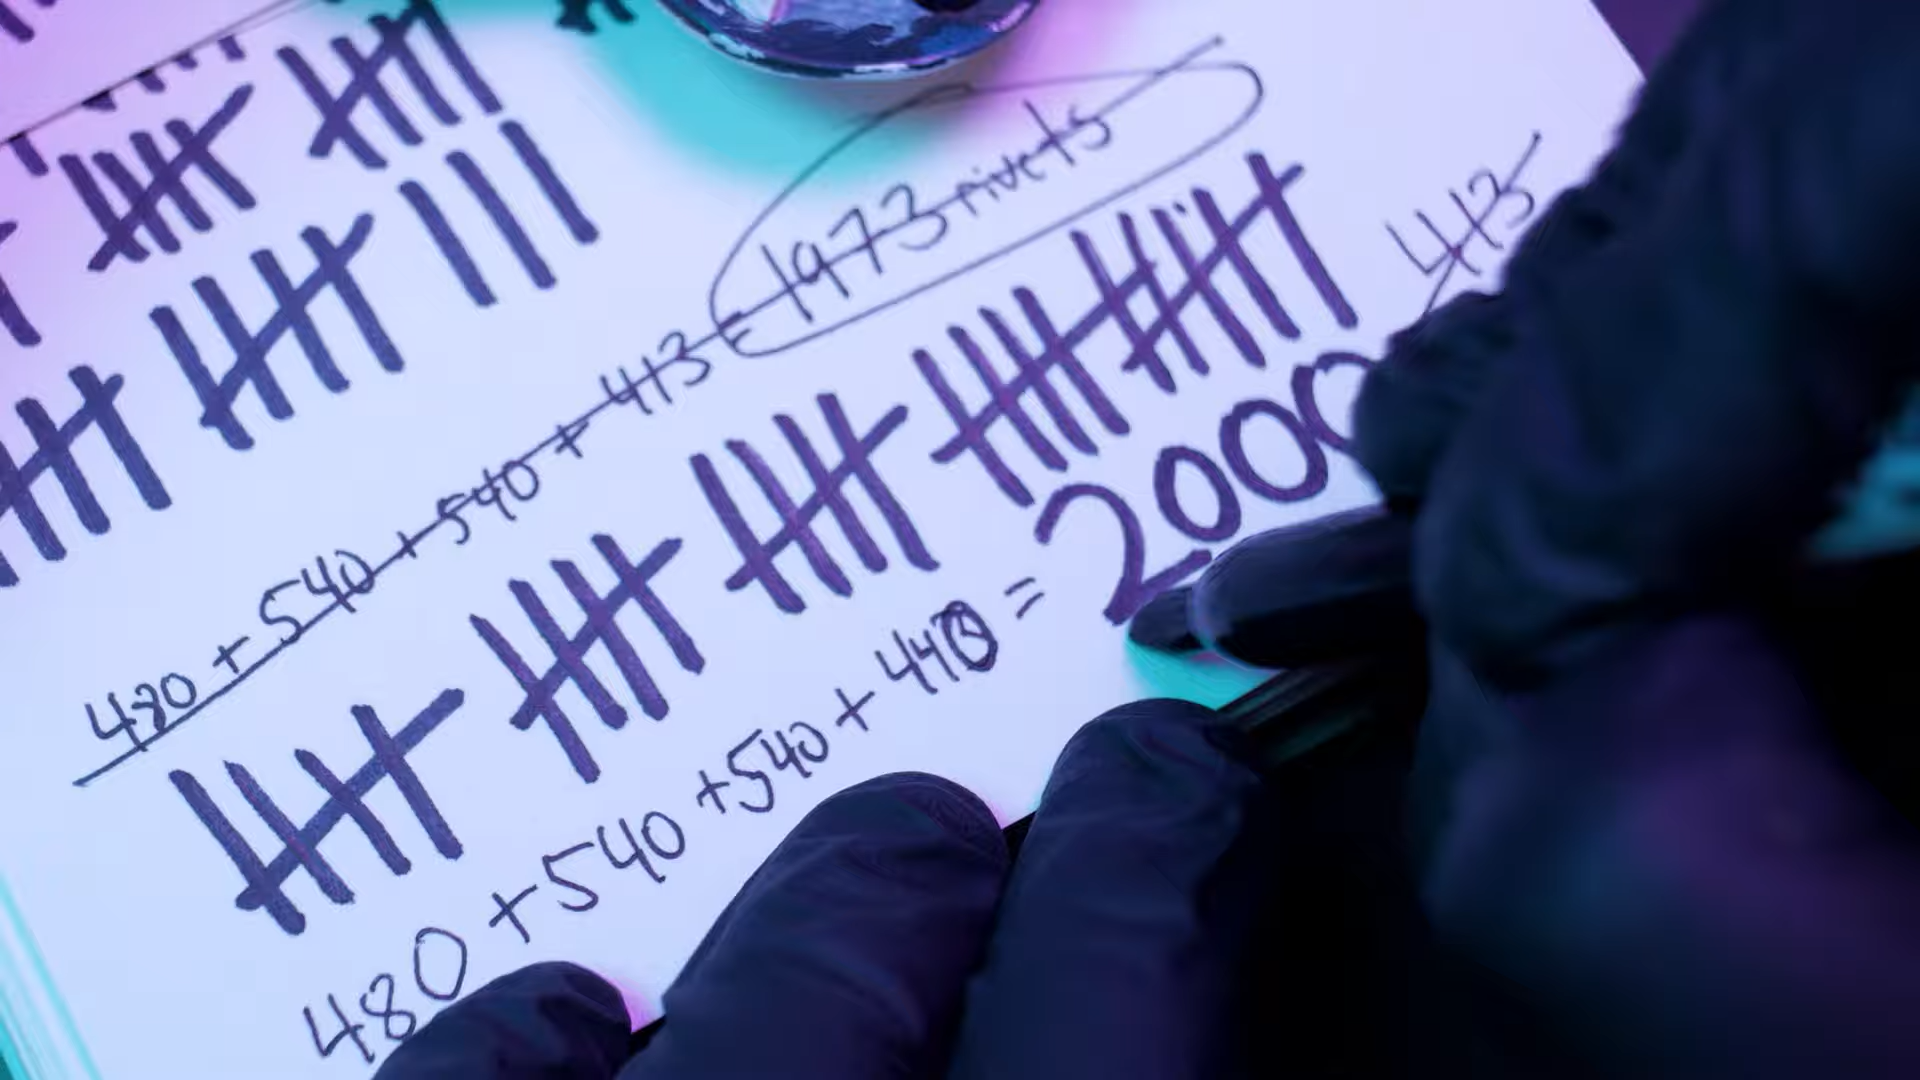 480 + 540 + 540 + 413 = 1973 rivets
413
480 + 540 + 540 + 440 = 2000